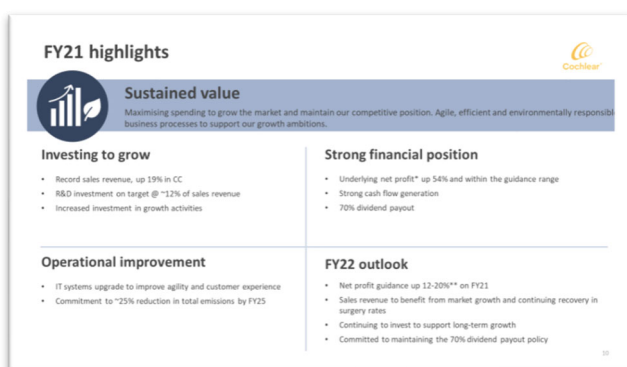 FY21 highlights
Cochlear
Sustained value
Maximising spending to grow the market and maintain our competitive position. Agile, efficient and environmentally responsibl
business processes to support our growth ambitions.
Investing to grow
• Record sales revenue, up 19% in CC
• R&D investment on target @ ~12% of sales revenue
• Increased investment in growth activities
Strong financial position
• Underlying net profit* up 54% and within the guidance range
• Strong cash flow generation
• 70% dividend payout
Operational improvement
• IT systems upgrade to improve agility and customer experience
• Commitment to ~25% reduction in total emissions by FY25
FY22 outlook
• Net profit guidance up 12-20%** on FY21
• Sales revenue to benefit from market growth and continuing recovery in
surgery rates
• Continuing to invest to support long-term growth
• Committed to maintaining the 70% dividend payout policy
10